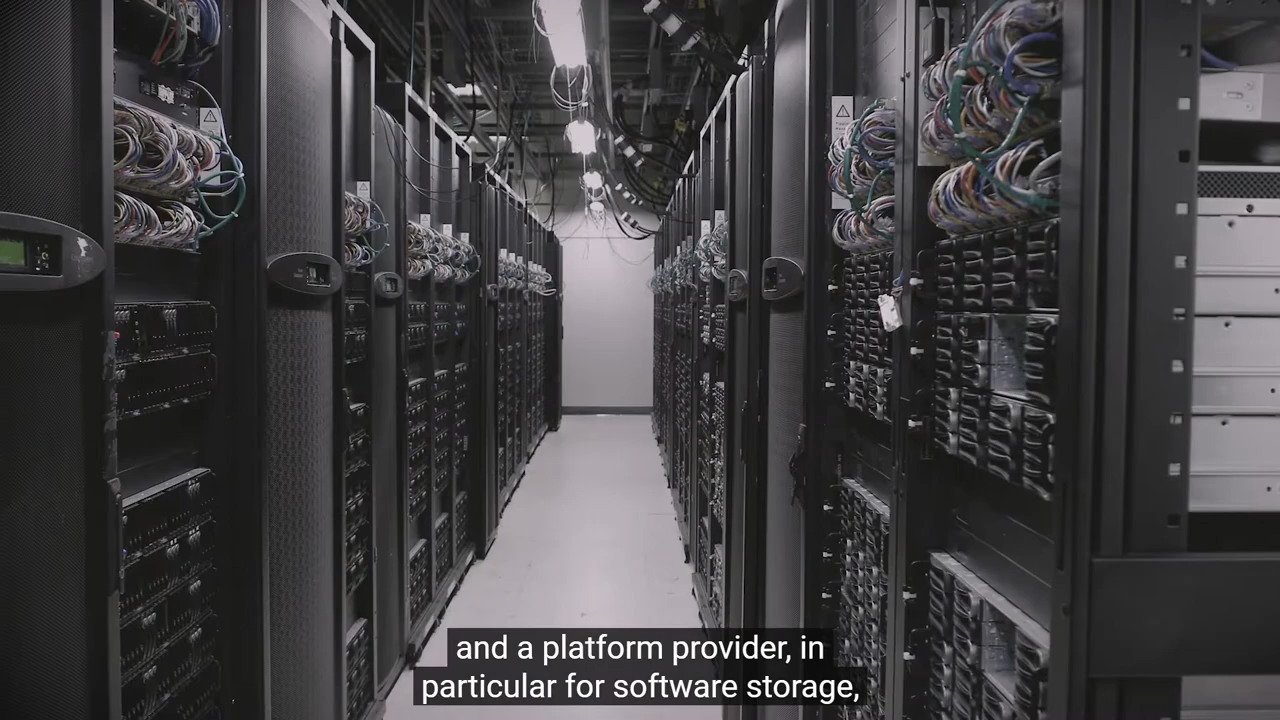 and a platform provider, in
particular for software storage,